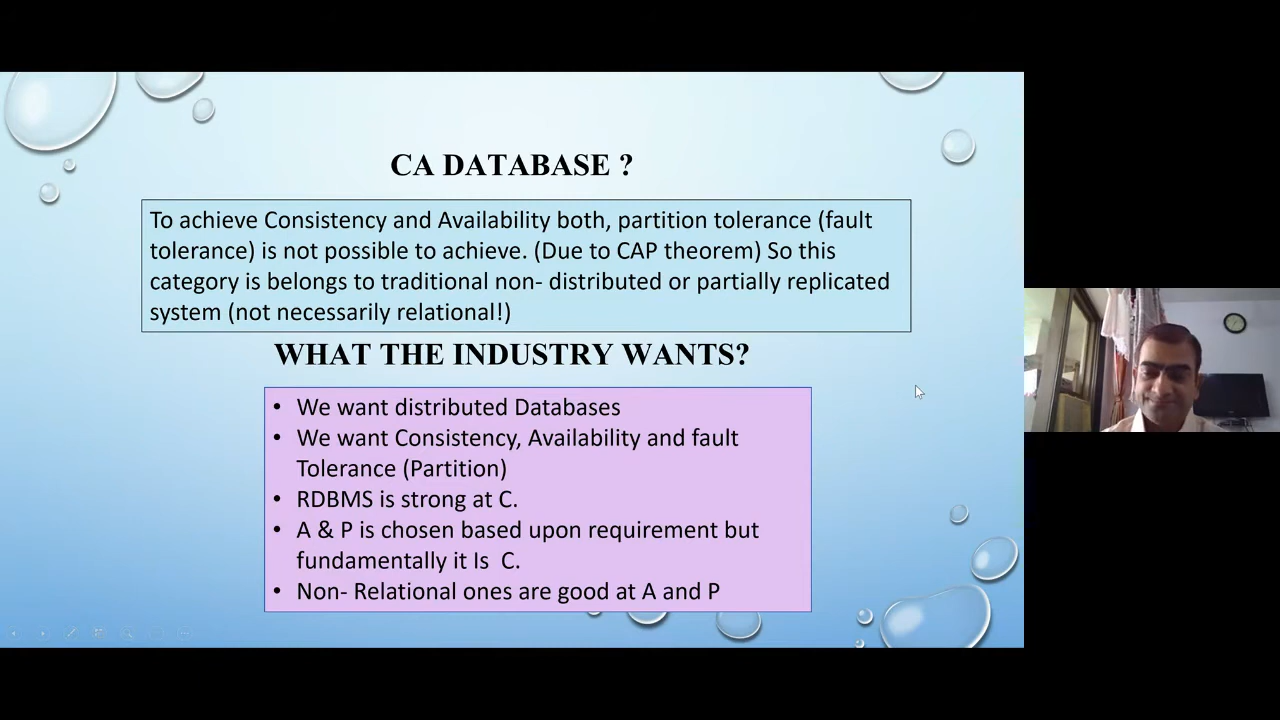 CA DATABASE ?
To achieve Consistency and Availability both, partition tolerance (fault
tolerance) is not possible to achieve. (Due to CAP theorem) So this
category is belongs to traditional non- distributed or partially replicated
system (not necessarily relational!)
WHAT THE INDUSTRY WANTS?
• We want distributed Databases
• We want Consistency, Availability and fault
Tolerance (Partition)
• RDBMS is strong at C.
• A & P is chosen based upon requirement but
fundamentally it Is  C.
• Non- Relational ones are good at A and P